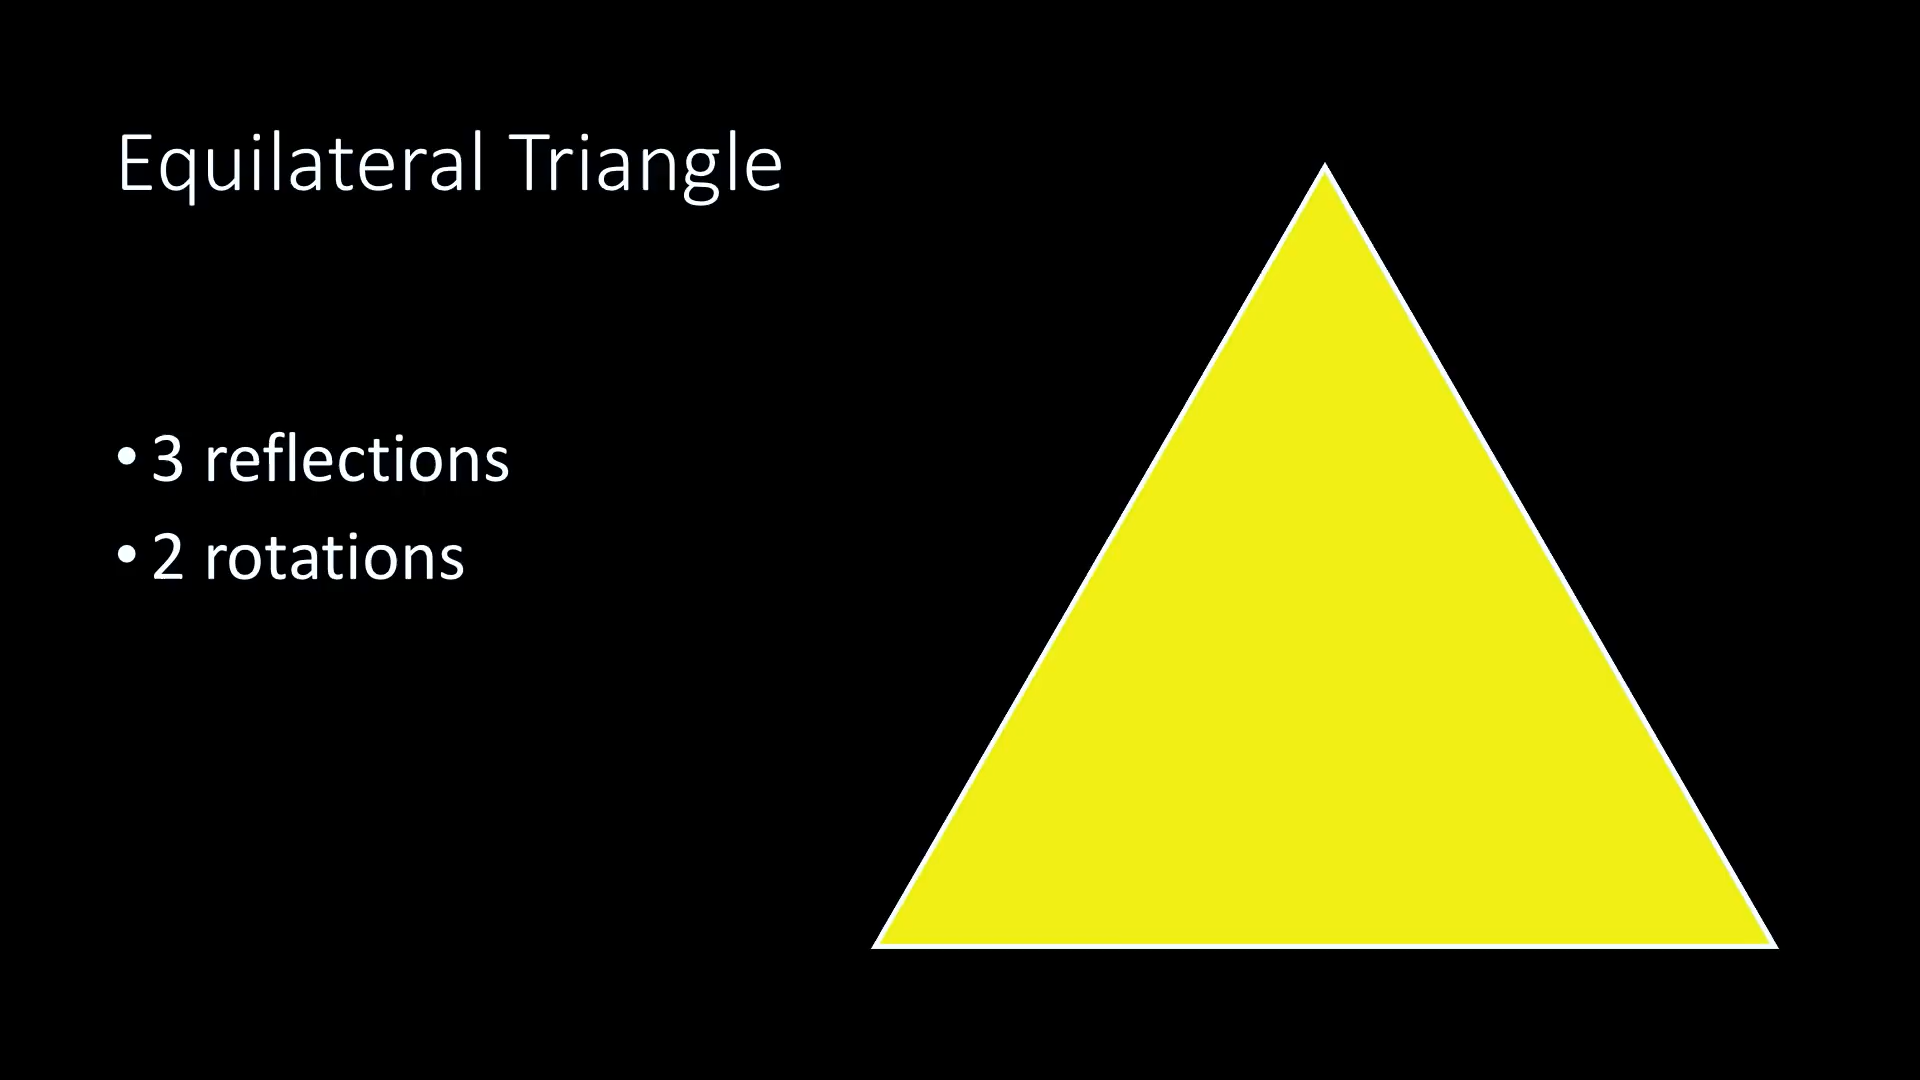 Equilateral Triangle
• 3 reflections
• 2 rotations